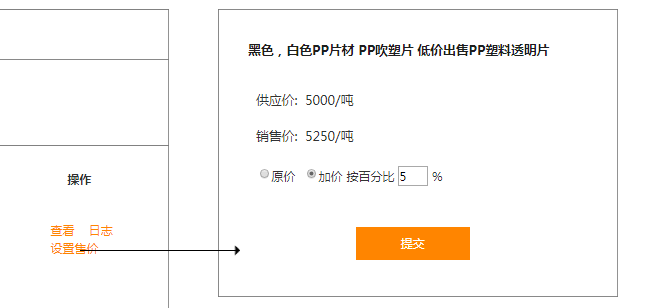 操作
查看 日志
设置售价
黑色，白色PP片材 PP吹塑片 低价出售PP塑料透明片
供应价: 5000/吨
销售价: 5250/吨
原价 加价 按百分比 5 %
提交